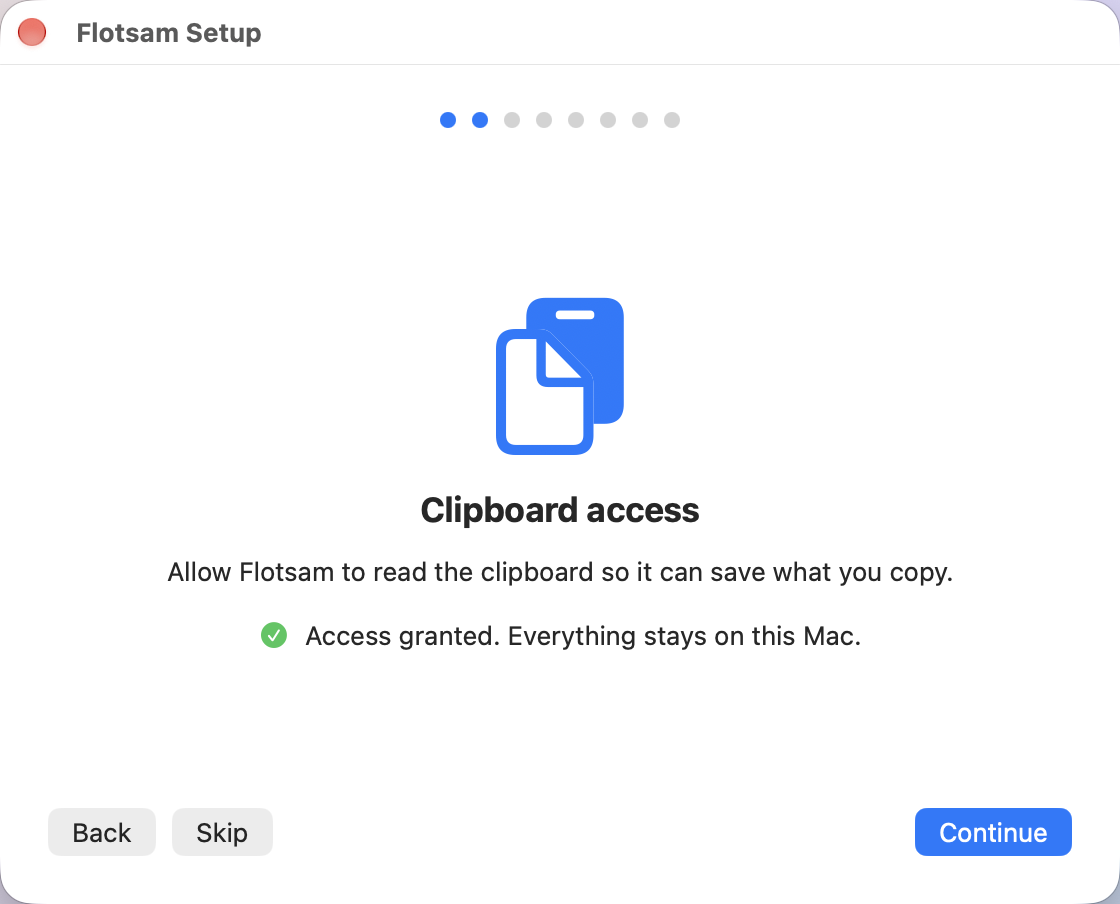 Flotsam Setup
Clipboard access
Allow Flotsam to read the clipboard so it can save what you copy.
Access granted. Everything stays on this Mac.
Back
Skip
Continue